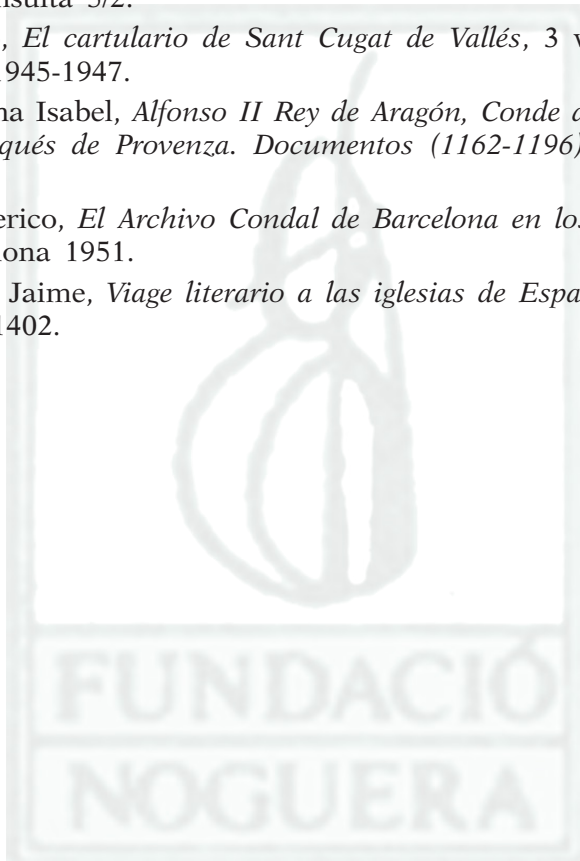 nsulta 3/2.
, El cartulario de Sant Cugat de Vallés, 3 v
1945-1947.
na Isabel, Alfonso II Rey de Aragón, Conde
qués de Provenza. Documentos (1162-1196)
erico, El Archivo Condal de Barcelona en los
ona 1951.
Jaime, Viage literario a las iglesias de Espa
1402.
FUNDACIÓ
NOGUERA